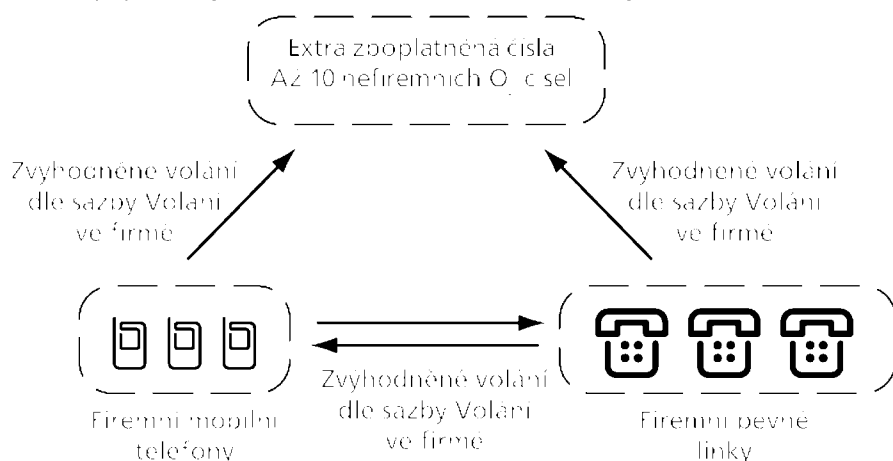 Extra zpoplatněná čísla
Až 10 nefiremních O₂ čísel
Zvýhodněné volání
dle sazby Volání
ve firmě
Zvýhodněné volání
dle sazby Volání
ve firmě
Zvýhodněné volání
dle sazby Volání
ve firmě
Firemní mobilní
telefony
Firemní pevné
linky